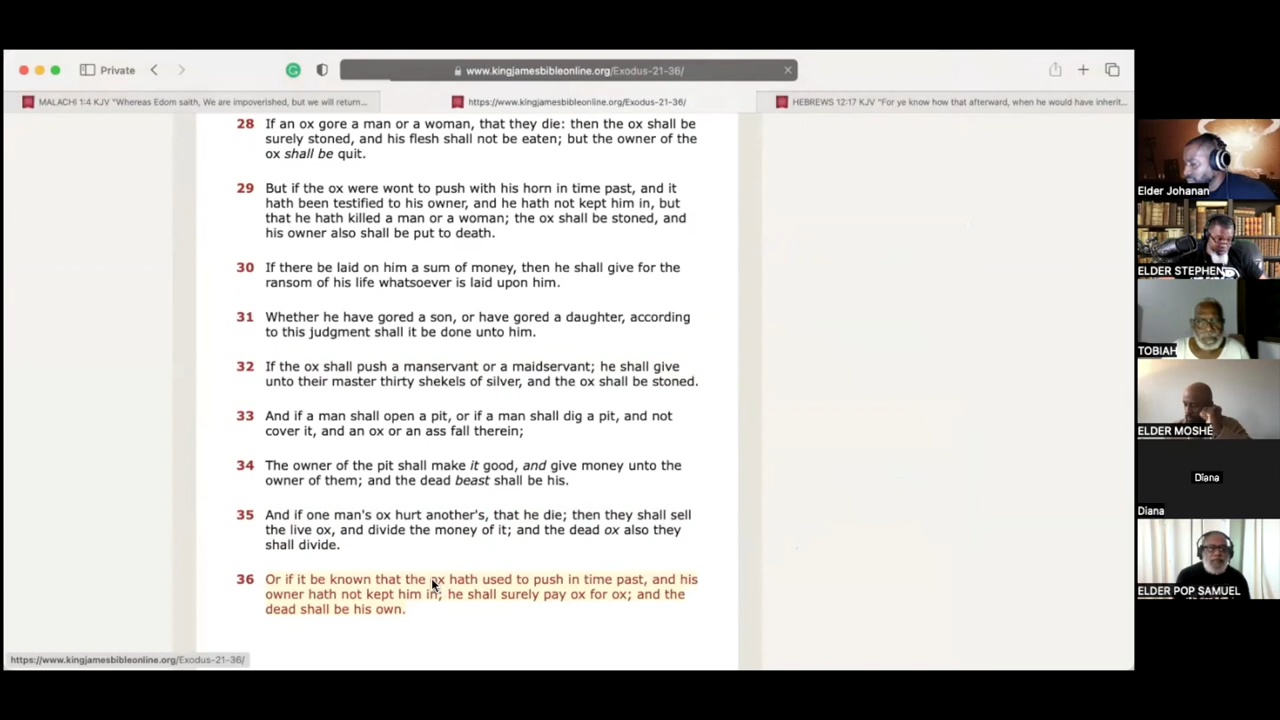 Private
www.kingjamesbibleonline.org/Exodus-21-36/
MALACHI 1:4 KJV "Whereas Edom saith, We are impoverished, but we will return...
https://www.kingjamesbibleonline.org/Exodus-21-36/
HEBREWS 12:17 KJV "For ye know how that afterward, when he would have inherit...
28 If an ox gore a man or a woman, that they die: then the ox shall be
surely stoned, and his flesh shall not be eaten; but the owner of the
ox shall be quit.
29 But if the ox were wont to push with his horn in time past, and it
hath been testified to his owner, and he hath not kept him in, but
that he hath killed a man or a woman; the ox shall be stoned, and
his owner also shall be put to death.
30 If there be laid on him a sum of money, then he shall give for the
ransom of his life whatsoever is laid upon him.
31 Whether he have gored a son, or have gored a daughter, according
to this judgment shall it be done unto him.
32 If the ox shall push a manservant or a maidservant; he shall give
unto their master thirty shekels of silver, and the ox shall be stoned.
33 And if a man shall open a pit, or if a man shall dig a pit, and not
cover it, and an ox or an ass fall therein;
34 The owner of the pit shall make it good, and give money unto the
owner of them; and the dead beast shall be his.
35 And if one man's ox hurt another's, that he die; then they shall sell
the live ox, and divide the money of it; and the dead ox also they
shall divide.
36 Or if it be known that the ox hath used to push in time past, and his
owner hath not kept him in; he shall surely pay ox for ox; and the
dead shall be his own.
https://www.kingjamesbibleonline.org/Exodus-21-36/
Elder Johanan
ELDER STEPHEN
TOBIAH
ELDER MOSHÉ
Diana
Diana
ELDER POP SAMUEL